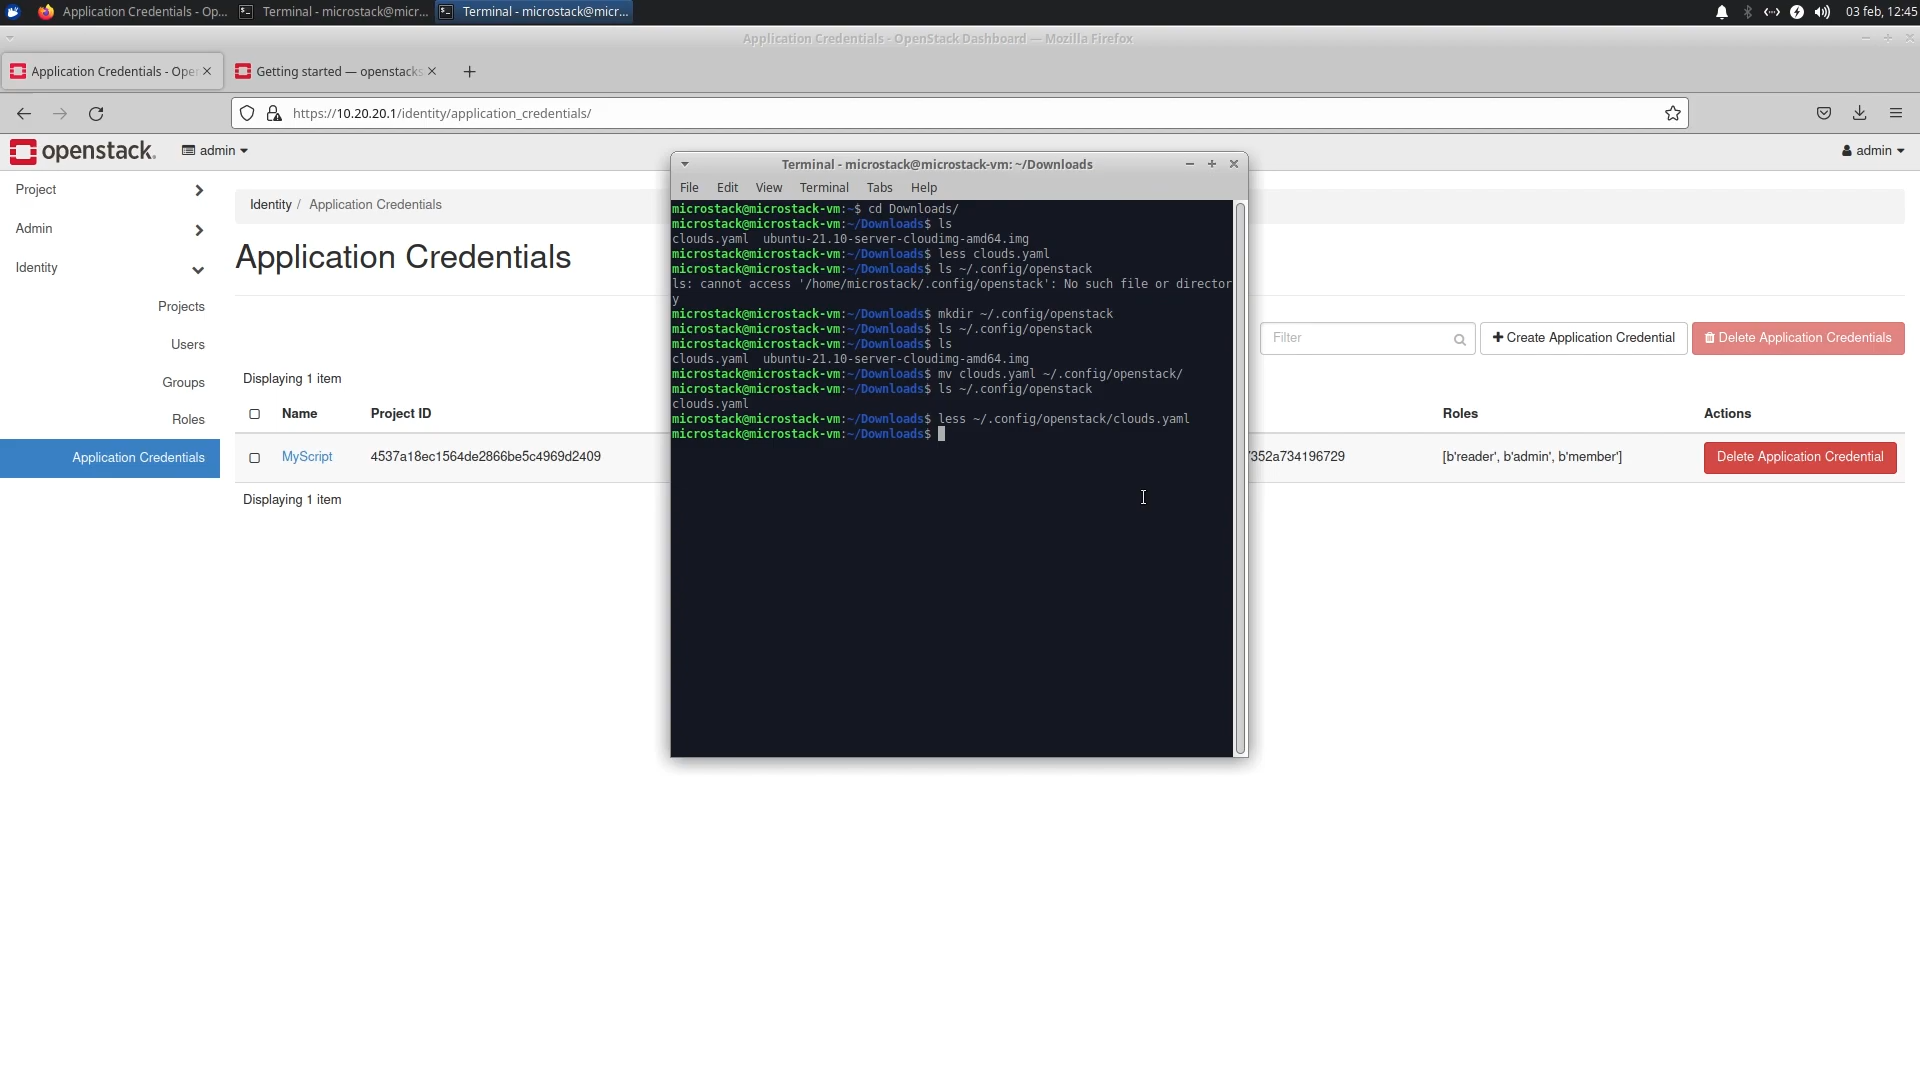 Application Credentials - Op...
Terminal - microstack@micr...
Terminal - microstack@micr...
03 feb, 12:45
Application Credentials - OpenStack Dashboard — Mozilla Firefox
Application Credentials - Oper
Getting started — openstacks
https://10.20.20.1/identity/application_credentials/
openstack.
admin
admin
Project
Admin
Identity
Projects
Users
Groups
Roles
Application Credentials
Identity / Application Credentials
Application Credentials
Filter
Create Application Credential
Delete Application Credentials
Displaying 1 item
Name Project ID Roles Actions
MyScript 4537a18ec1564de2866be5c4969d2409 7352a734196729 [b'reader', b'admin', b'member'] Delete Application Credential
Displaying 1 item
Terminal - microstack@microstack-vm: ~/Downloads
File Edit View Terminal Tabs Help
microstack@microstack-vm:~$ cd Downloads/
microstack@microstack-vm:~/Downloads$ ls
clouds.yaml  ubuntu-21.10-server-cloudimg-amd64.img
microstack@microstack-vm:~/Downloads$ less clouds.yaml
microstack@microstack-vm:~/Downloads$ ls ~/.config/openstack
ls: cannot access '/home/microstack/.config/openstack': No such file or director
y
microstack@microstack-vm:~/Downloads$ mkdir ~/.config/openstack
microstack@microstack-vm:~/Downloads$ ls ~/.config/openstack
microstack@microstack-vm:~/Downloads$ ls
clouds.yaml  ubuntu-21.10-server-cloudimg-amd64.img
microstack@microstack-vm:~/Downloads$ mv clouds.yaml ~/.config/openstack/
microstack@microstack-vm:~/Downloads$ ls ~/.config/openstack
clouds.yaml
microstack@microstack-vm:~/Downloads$ less ~/.config/openstack/clouds.yaml
microstack@microstack-vm:~/Downloads$